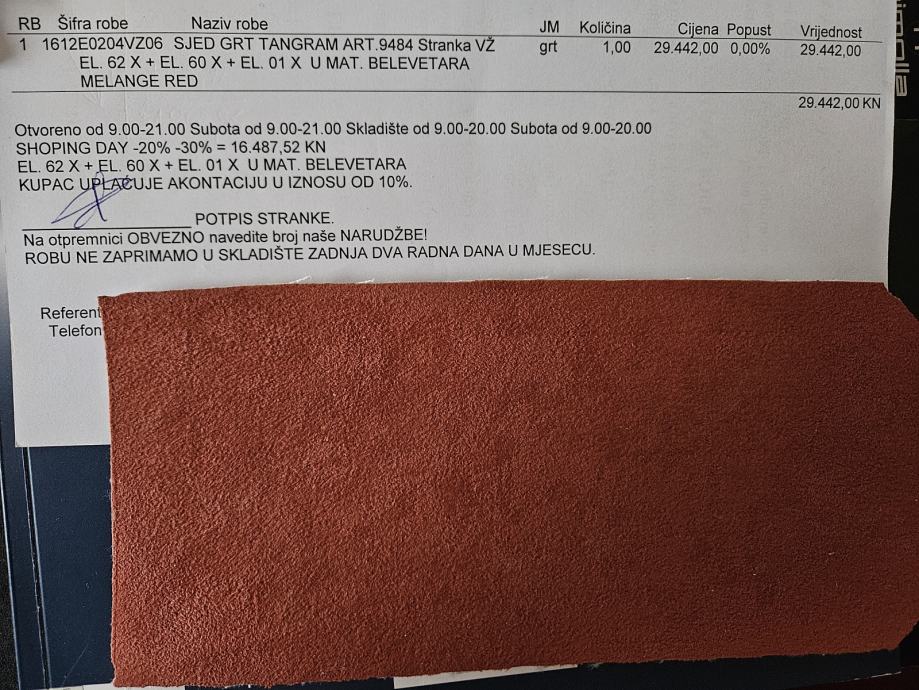 RB Šifra robe Naziv robe JM Količina Cijena Popust Vrijednost
1 1612E0204VZ06 SJED GRT TANGRAM ART.9484 Stranka VŽ grt 1,00 29.442,00 0,00% 29.442,00
EL. 62 X + EL. 60 X + EL. 01 X U MAT. BELEVETARA
MELANGE RED
29.442,00 KN
Otvoreno od 9.00-21.00 Subota od 9.00-21.00 Skladište od 9.00-20.00 Subota od 9.00-20.00
SHOPING DAY -20% -30% = 16.487,52 KN
EL. 62 X + EL. 60 X + EL. 01 X U MAT. BELEVETARA
KUPAC UPLAĆUJE AKONTACIJU U IZNOSU OD 10%.
POTPIS STRANKE.
Na otpremnici OBVEZNO navedite broj naše NARUDŽBE!
ROBU NE ZAPRIMAMO U SKLADIŠTE ZADNJA DVA RADNA DANA U MJESECU.
Referent
Telefon